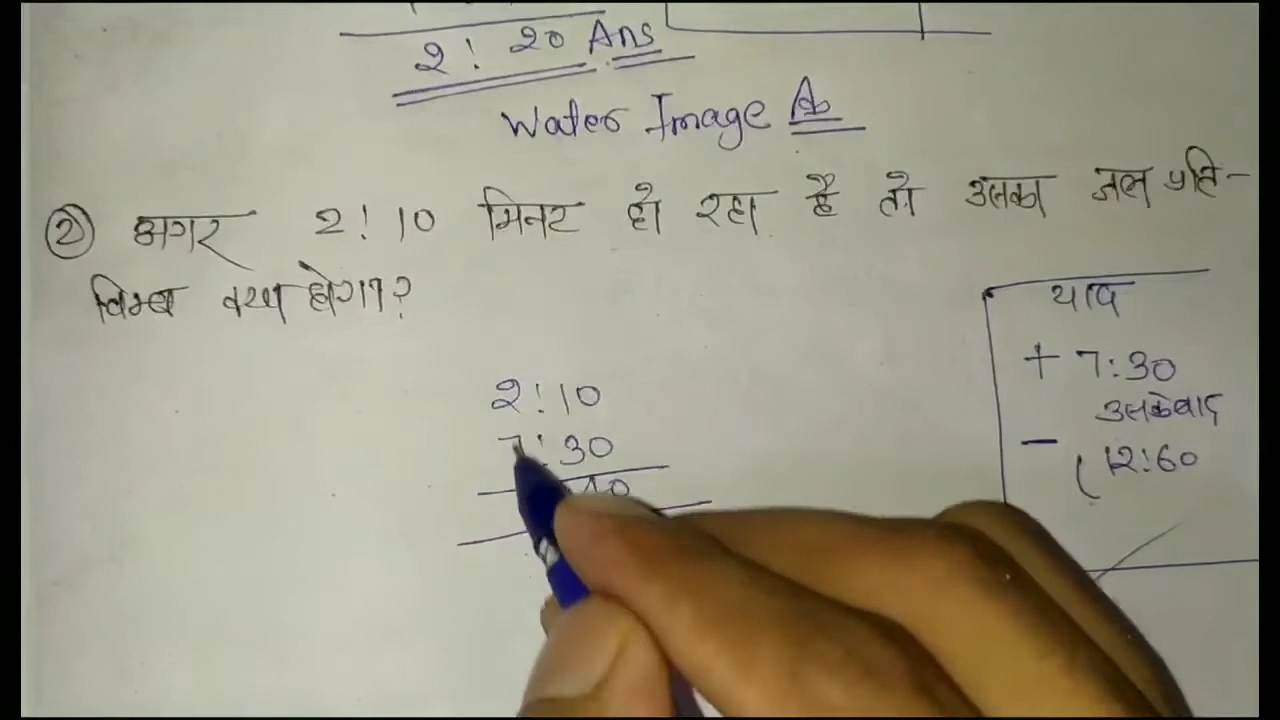 2! 20 Ans
Water Image
② अगर 2!10 मिनट हो रहा है तो उसका जल प्रति-
विम्ब क्या होगा?
2!10
7:30
40
याद
+ 7:30
उसकेबाद
- (12:60